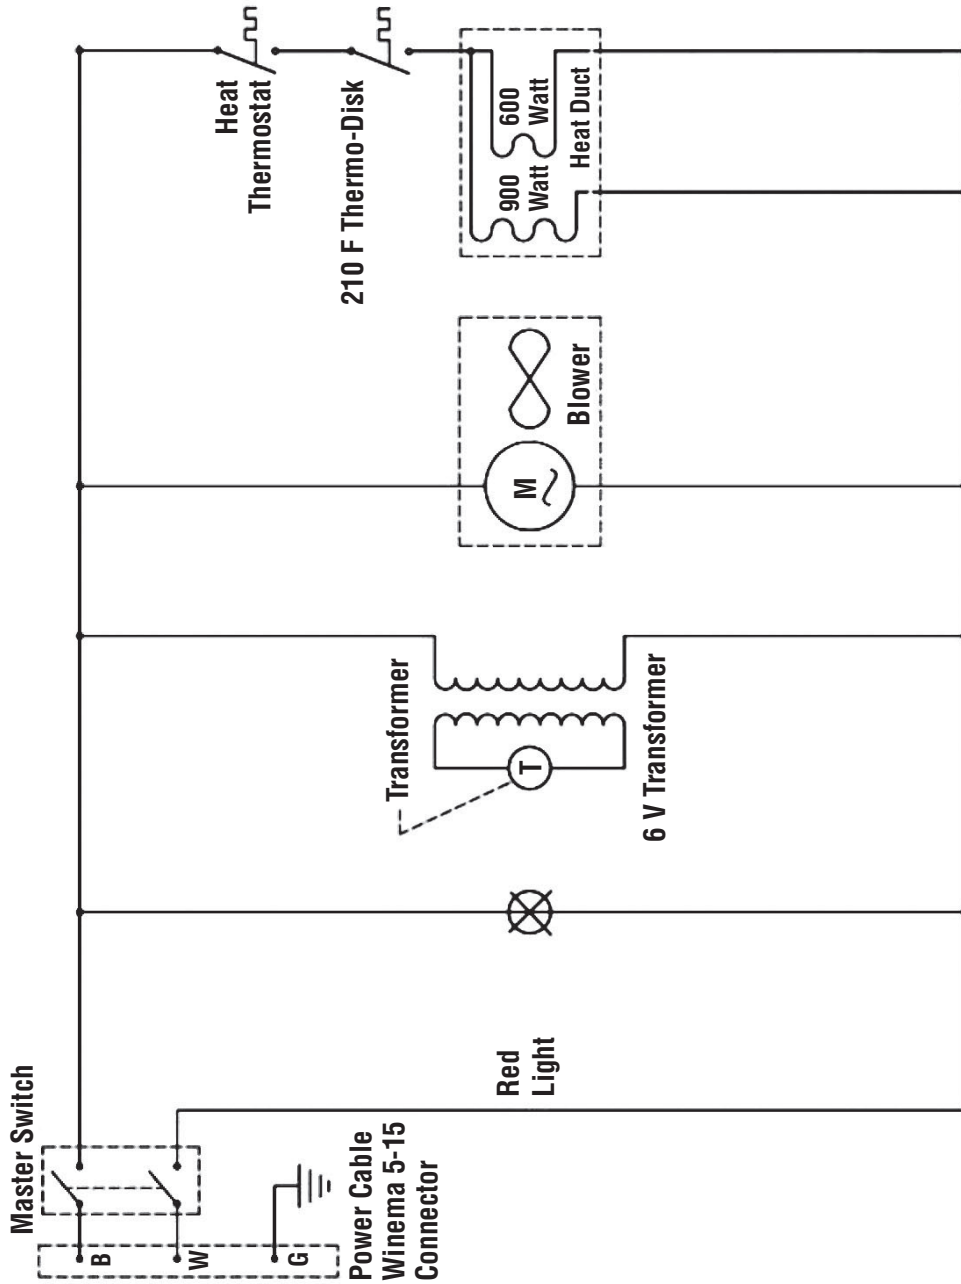 Master Switch
B
W
G
Power Cable
Winema 5-15
Connector
Red
Light
Transformer
T
6 V Transformer
M
Blower
Heat
Thermostat
210 F Thermo-Disk
900
Watt
600
Watt
Heat Duct